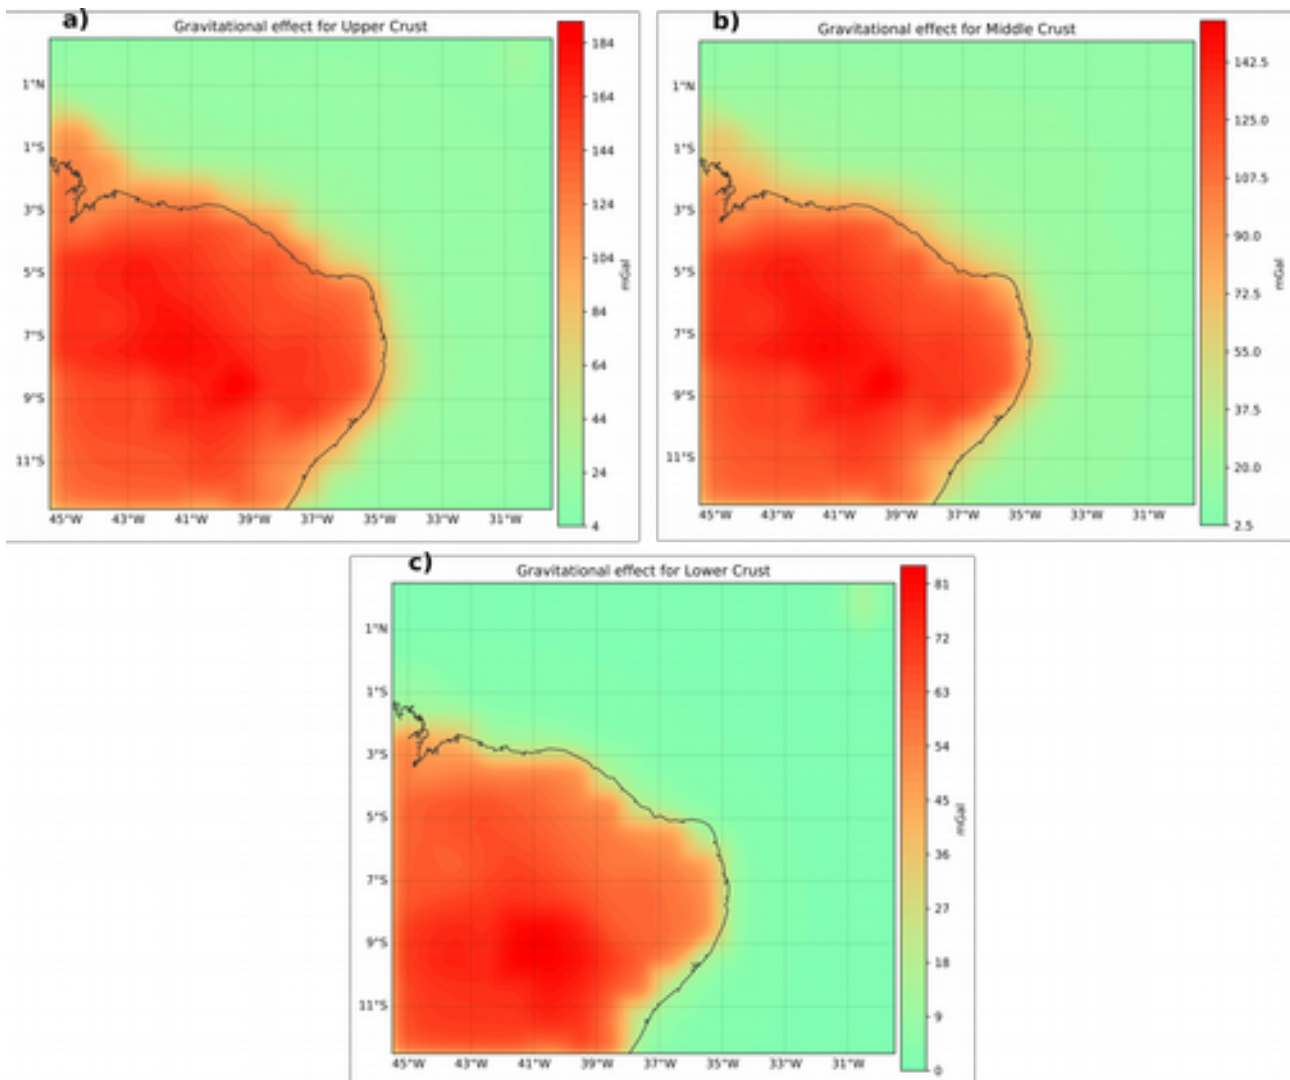 a)
Gravitational effect for Upper Crust
1°N
1°S
3°S
5°S
7°S
9°S
11°S
45°W 43°W 41°W 39°W 37°W 35°W 33°W 31°W
184
164
144
124
104
84
64
44
24
4
mGal
b)
Gravitational effect for Middle Crust
1°N
1°S
3°S
5°S
7°S
9°S
11°S
45°W 43°W 41°W 39°W 37°W 35°W 33°W 31°W
142.5
125.0
107.5
90.0
72.5
55.0
37.5
20.0
2.5
mGal
c)
Gravitational effect for Lower Crust
1°N
1°S
3°S
5°S
7°S
9°S
11°S
45°W 43°W 41°W 39°W 37°W 35°W 33°W 31°W
81
72
63
54
45
36
27
18
9
0
mGal